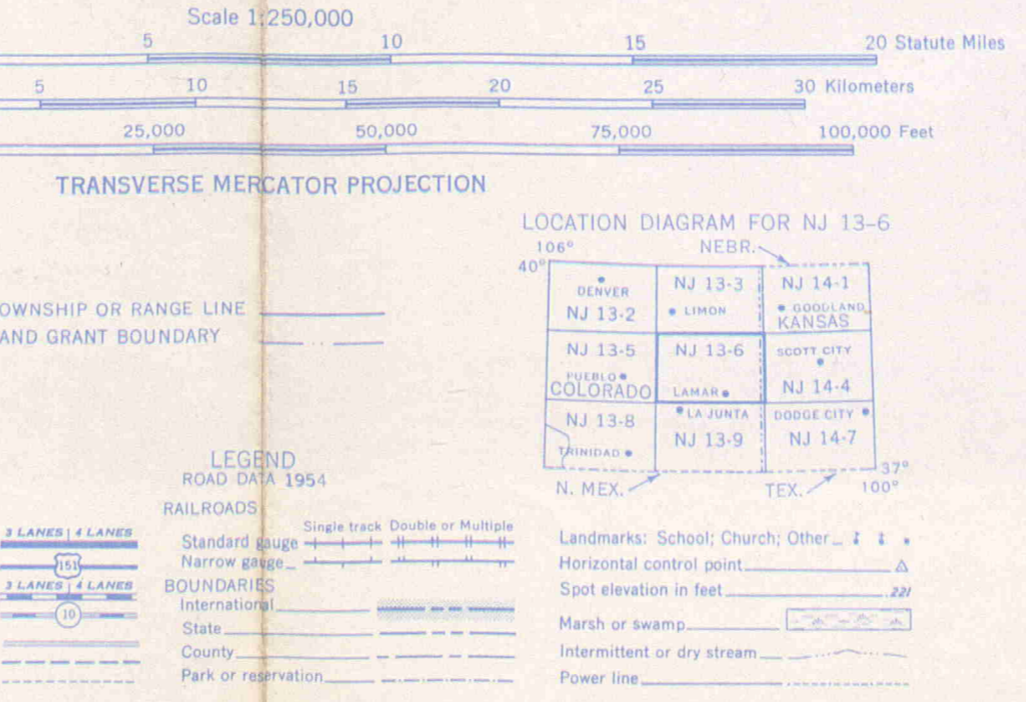 Scale 1:250,000
5 10 15 20 Statute Miles
5 10 15 20 25 30 Kilometers
25,000 50,000 75,000 100,000 Feet
TRANSVERSE MERCATOR PROJECTION
LOCATION DIAGRAM FOR NJ 13-6
106° NEBR.
40°
DENVER
NJ 13-2
NJ 13-3
LIMON
NJ 14-1
GOODLAND
KANSAS
NJ 13-5
PUEBLO
COLORADO
NJ 13-6
LAMAR
SCOTT CITY
NJ 14-4
NJ 13-8
TRINIDAD
LA JUNTA
NJ 13-9
DODGE CITY
NJ 14-7
37°
N. MEX. TEX. 100°
OWNSHIP OR RANGE LINE
AND GRANT BOUNDARY
LEGEND
ROAD DATA 1954
3 LANES | 4 LANES
151
3 LANES | 4 LANES
10
RAILROADS
Single track Double or Multiple
Standard gauge
Narrow gauge
BOUNDARIES
International
State
County
Park or reservation
Landmarks: School; Church; Other
Horizontal control point
Spot elevation in feet 221
Marsh or swamp
Intermittent or dry stream
Power line